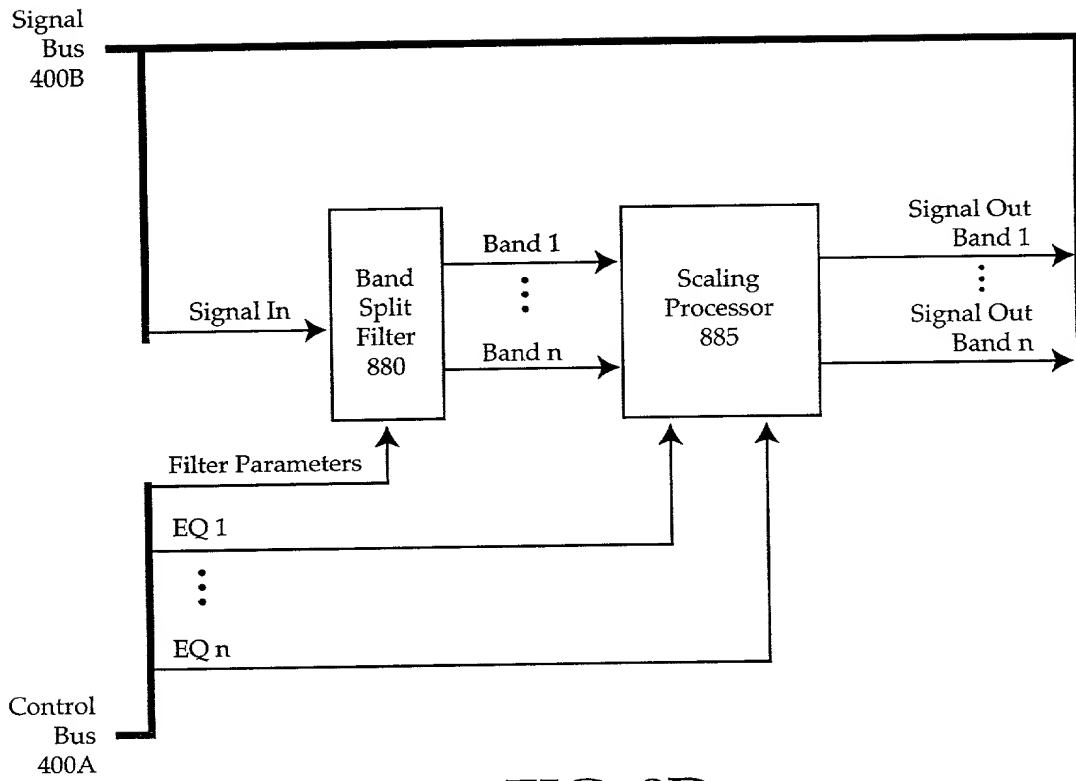 Signal
Bus
400B
Signal In
Band
Split
Filter
880
Band 1
Band n
Scaling
Processor
885
Signal Out
Band 1
Signal Out
Band n
Filter Parameters
EQ 1
EQ n
Control
Bus
400A